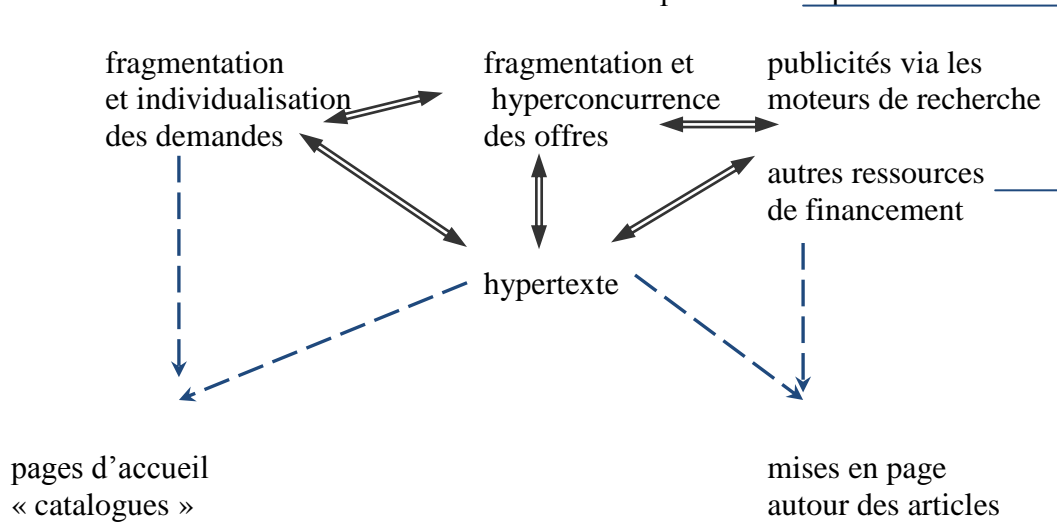 fragmentation
et individualisation
des demandes
fragmentation et
hyperconcurrence
des offres
publicités via les
moteurs de recherche
autres ressources
de financement
hypertexte
pages d’accueil
« catalogues »
mises en page
autour des articles